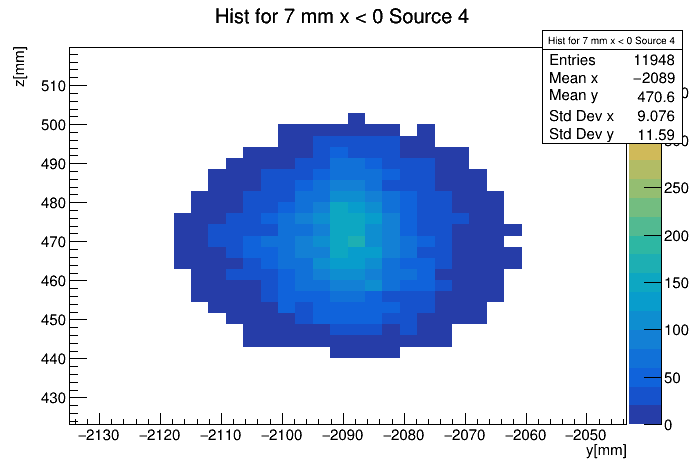 Hist for 7 mm x < 0 Source 4
z[mm]
Hist for 7 mm x < 0 Source 4
Entries 11948
Mean x −2089
Mean y 470.6
Std Dev x 9.076
Std Dev y 11.59
510
500
490
480
470
460
450
440
430
300
250
200
150
100
50
0
−2130 −2120 −2110 −2100 −2090 −2080 −2070 −2060 −2050
y[mm]